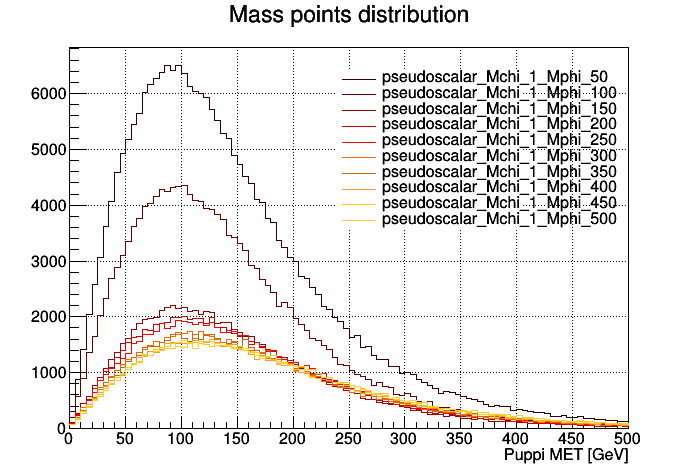 Mass points distribution
pseudoscalar_Mchi_1_Mphi_50
pseudoscalar_Mchi_1_Mphi_100
pseudoscalar_Mchi_1_Mphi_150
pseudoscalar_Mchi_1_Mphi_200
pseudoscalar_Mchi_1_Mphi_250
pseudoscalar_Mchi_1_Mphi_300
pseudoscalar_Mchi_1_Mphi_350
pseudoscalar_Mchi_1_Mphi_400
pseudoscalar_Mchi_1_Mphi_450
pseudoscalar_Mchi_1_Mphi_500
6000
5000
4000
3000
2000
1000
0
0 50 100 150 200 250 300 350 400 450 500
Puppi MET [GeV]